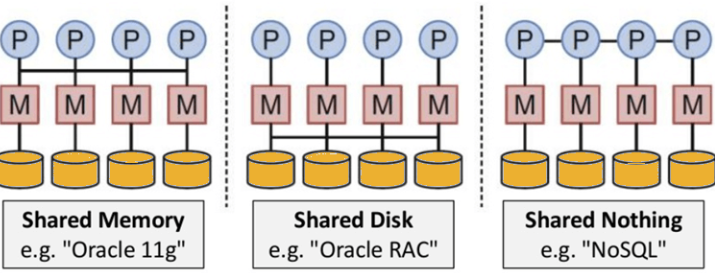 P P P P
P P P P
P P P P
M M M M
M M M M
M M M M
Shared Memory
e.g. "Oracle 11g"
Shared Disk
e.g. "Oracle RAC"
Shared Nothing
e.g. "NoSQL"